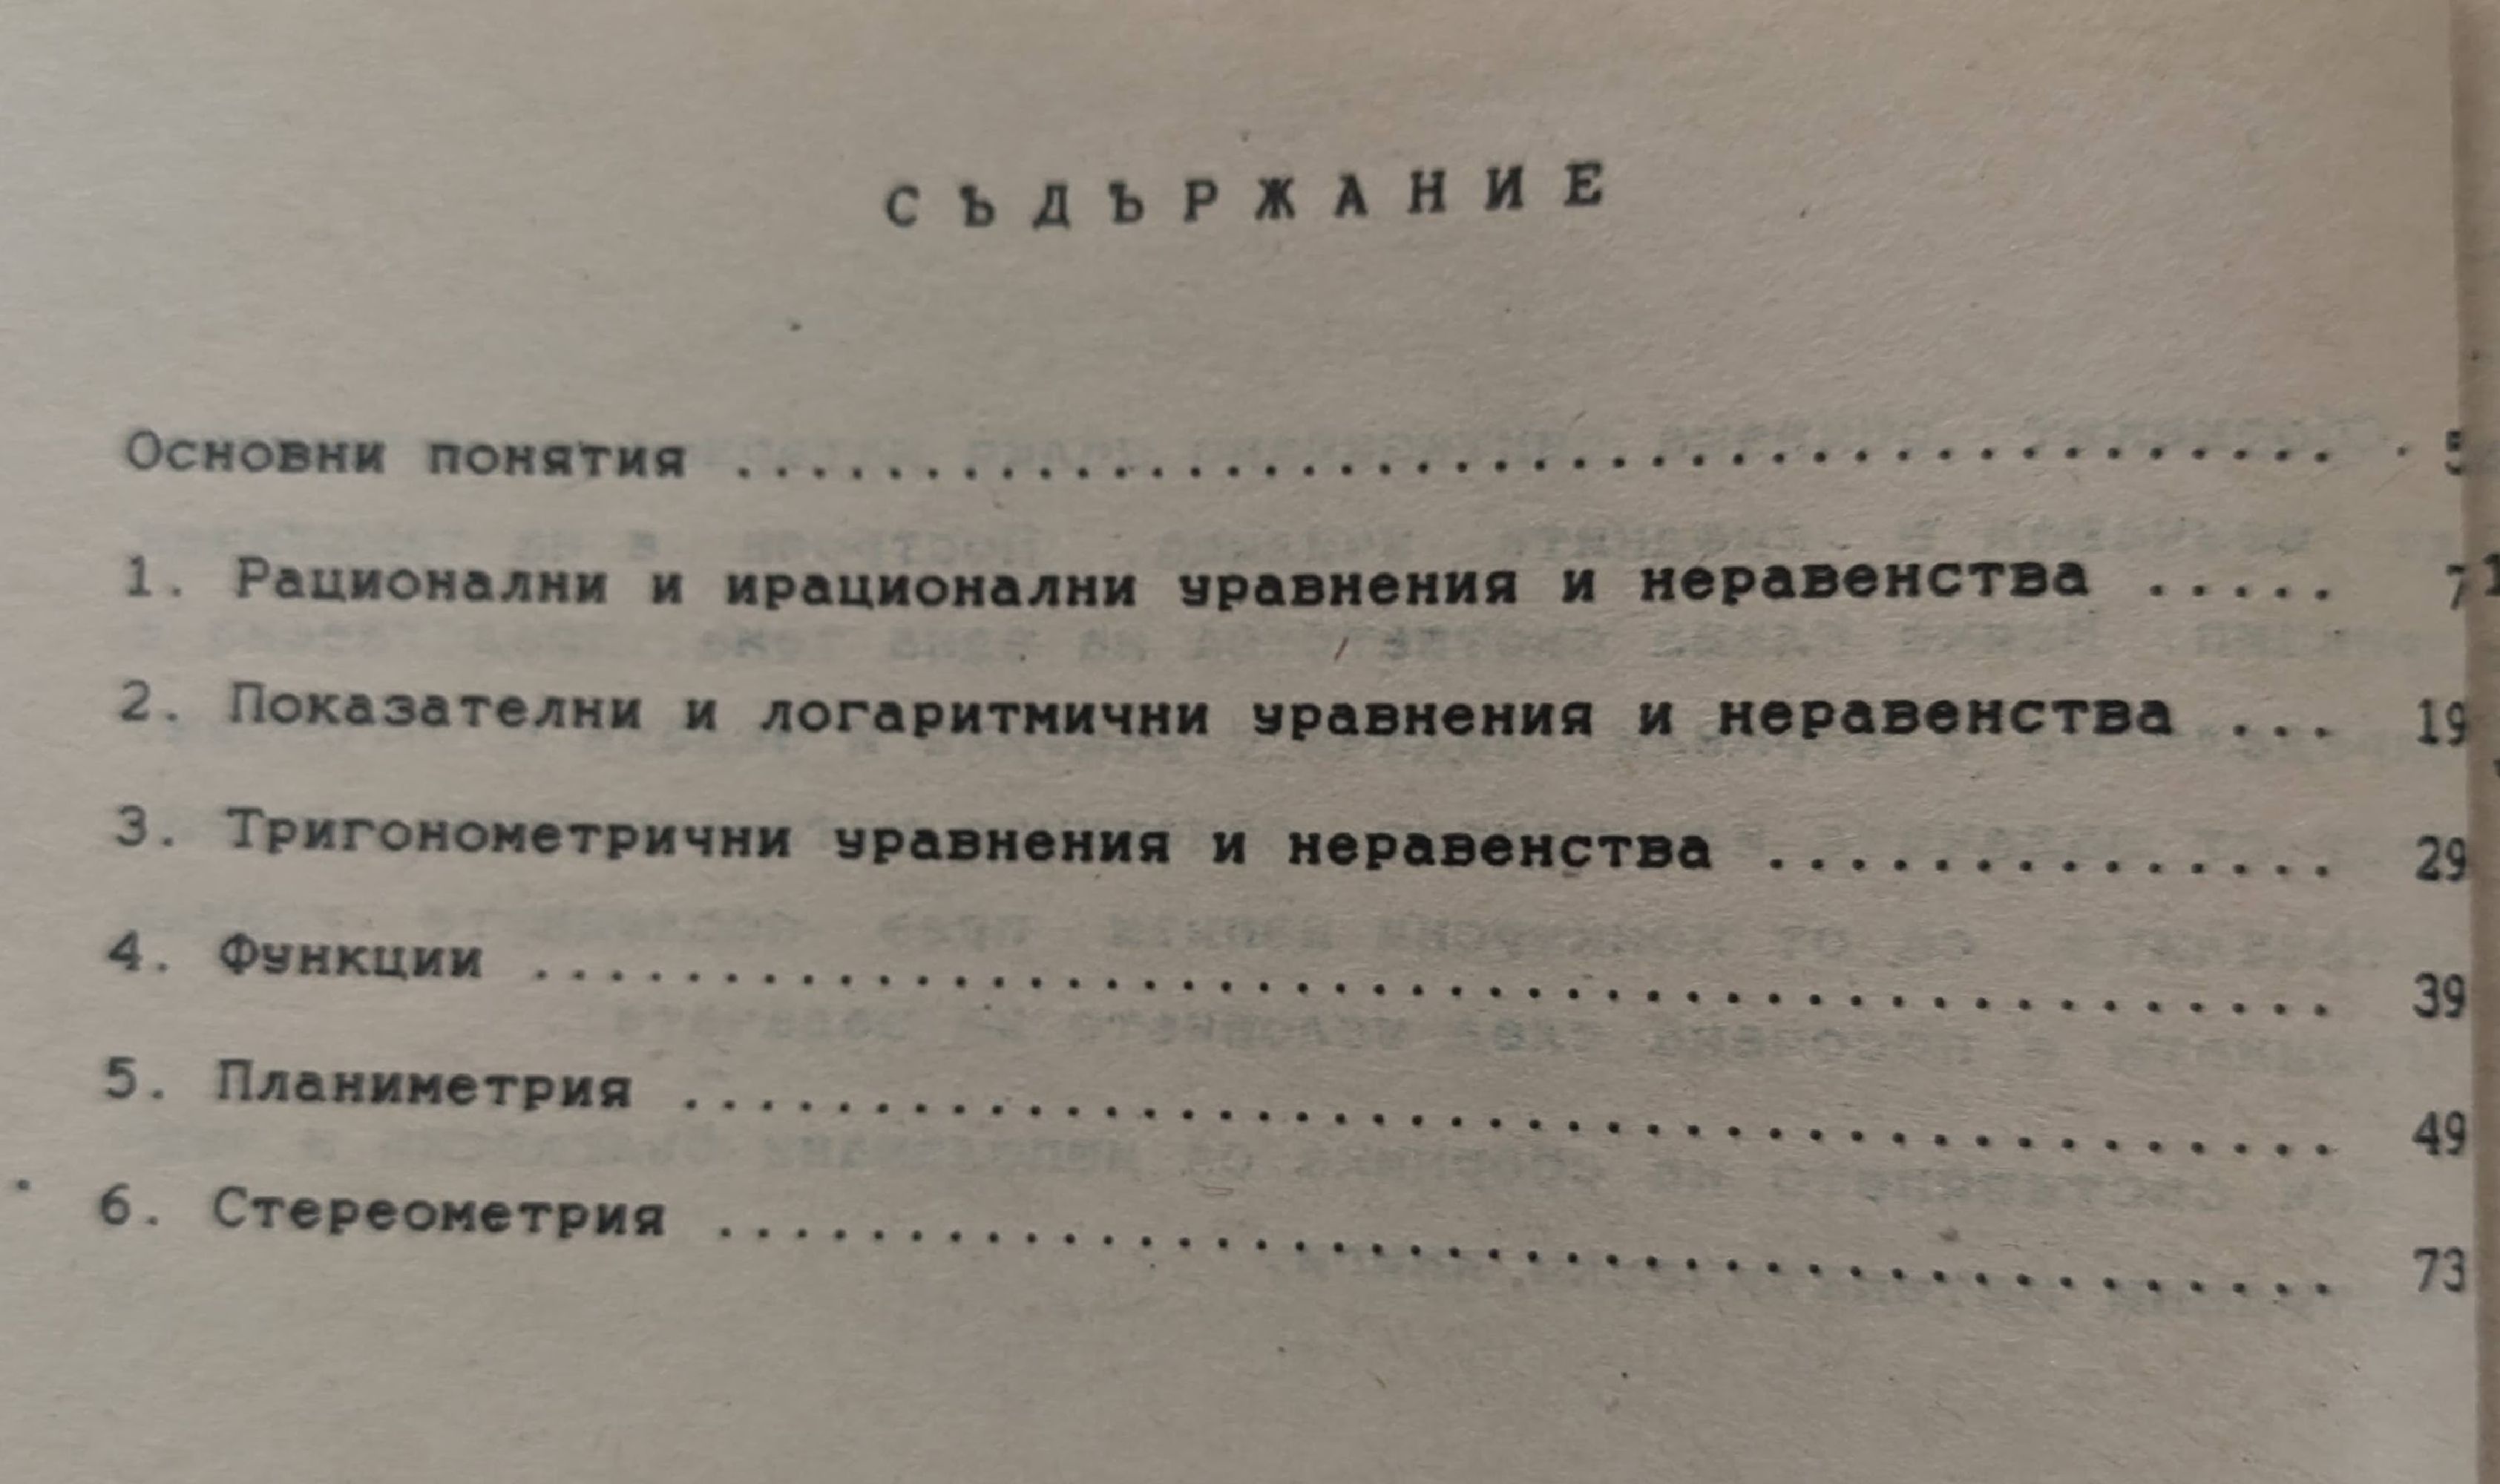 СЪДЪРЖАНИЕ
Основни понятия ........................................... 5
1. Рационални и ирационални уравнения и неравенства ..... 7
2. Показателни и логаритмични уравнения и неравенства ... 19
3. Тригонометрични уравнения и неравенства ............... 29
4. Функции ............................................... 39
5. Планиметрия ........................................... 49
6. Стереометрия .......................................... 73